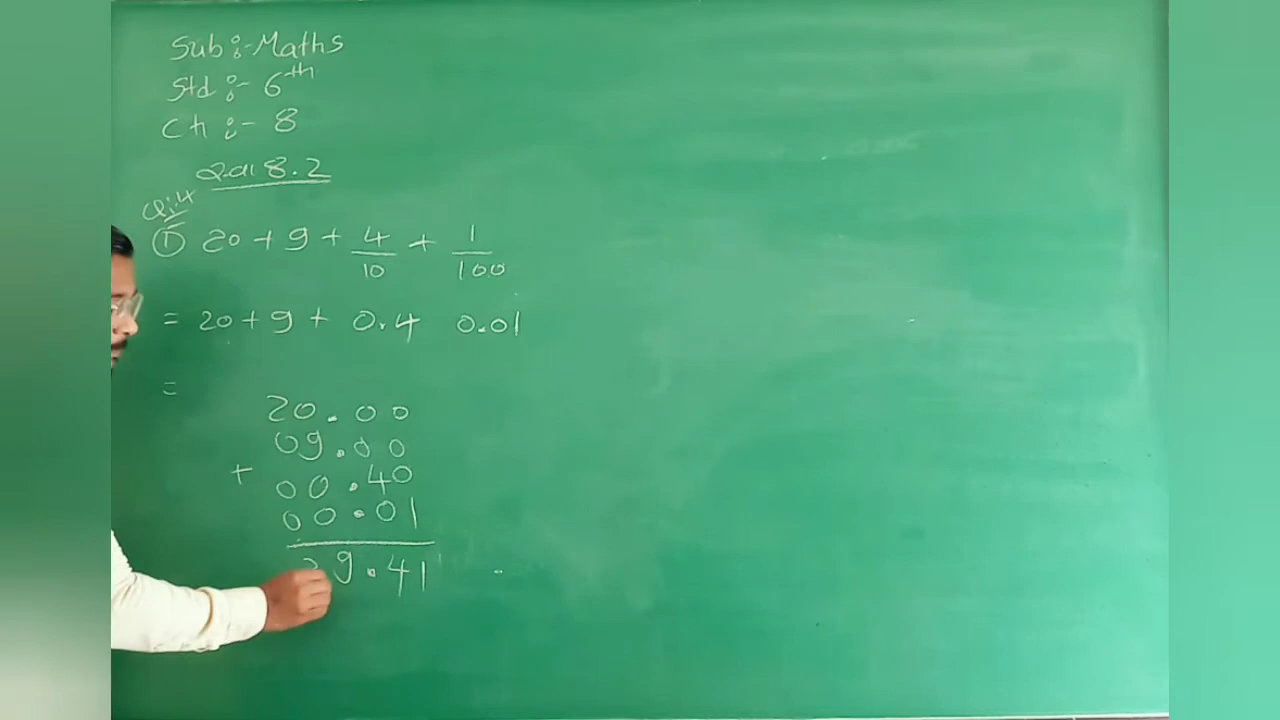 Sub :- Maths
Std :- 6th
Ch :- 8
8.2
Q:4
① 20 + 9 + 4/10 + 1/100
= 20 + 9 + 0.4 0.01
=
20.00
09.00
+ 00.40
00.01
29.41